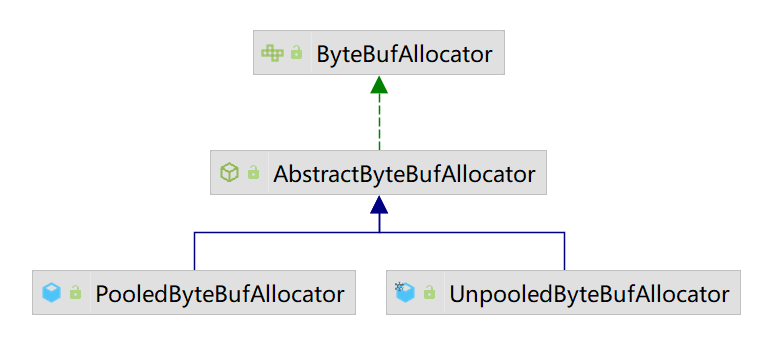 ByteBufAllocator
AbstractByteBufAllocator
PooledByteBufAllocator
UnpooledByteBufAllocator